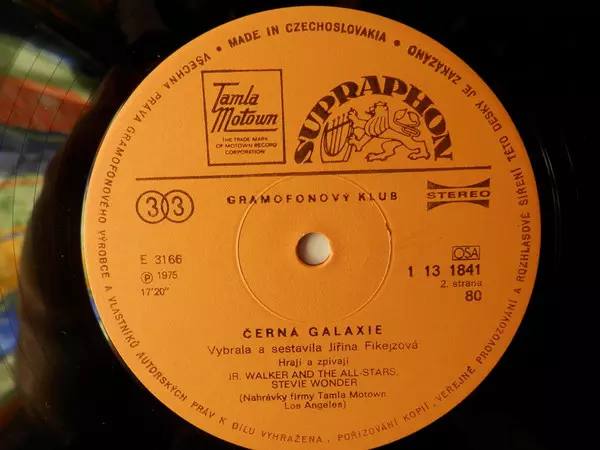 VŠECHNA PRÁVA GRAMOFONOVÉHO VÝROBCE A VLASTNÍKŮ AUTORSKÝCH PRÁV K DÍLU VYHRAŽENA. POŘIZOVÁNÍ KOPIÍ, VEŘEJNÉ PROVOZOVÁNÍ A ROZHLASOVÉ ŠÍŘENÍ TÉTO DESKY JE ZAKÁZÁNO
• MADE IN CZECHOSLOVAKIA •
Tamla
Motown
THE TRADE MARK
OF MOTOWN RECORD
CORPORATION
SUPRAPHON
33
GRAMOFONOVÝ KLUB
STEREO
E 3166
℗ 1975
17'20"
OSA
1 13 1841
2. strana
80
ČERNÁ GALAXIE
Vybrala a sestavila Jiřina Fikejzová
Hrají a zpívají
JR. WALKER AND THE ALL-STARS,
STEVIE WONDER
(Nahrávky firmy Tamla Motown,
Los Angeles)